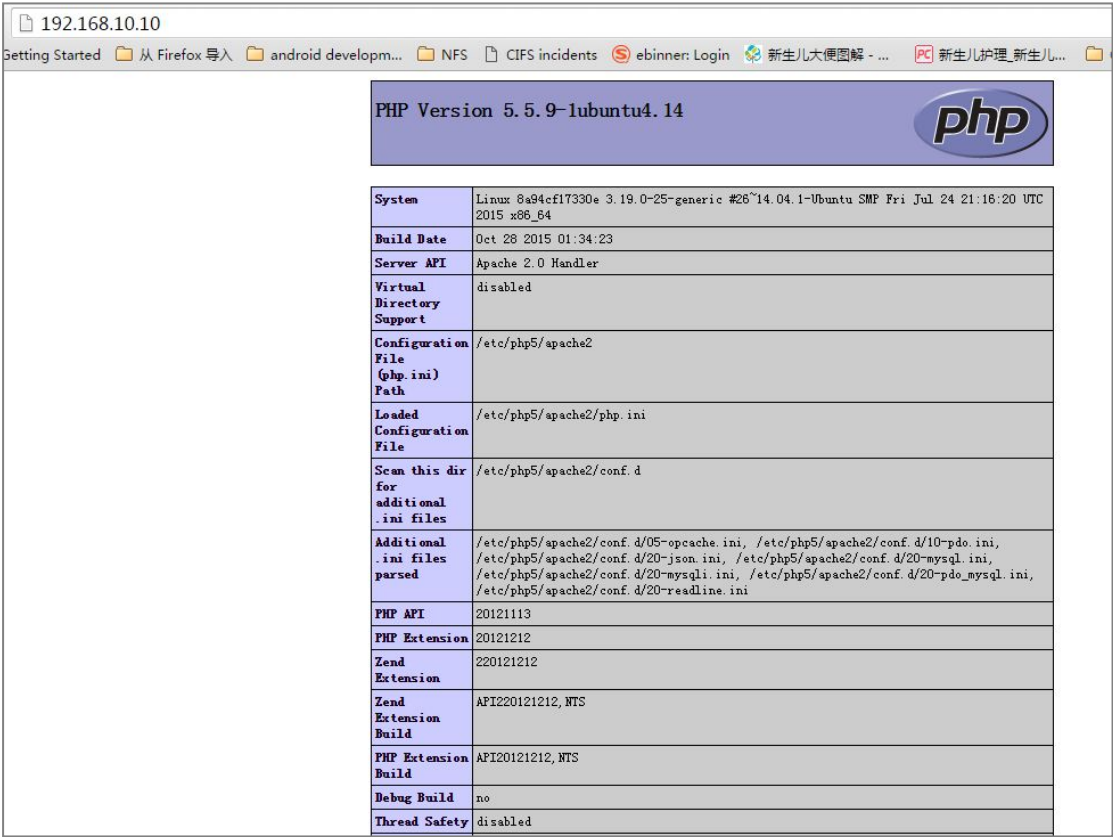 192.168.10.10
Getting Started 从 Firefox 导入 android developm... NFS CIFS incidents ebinner: Login 新生儿大便图解 - ... PC 新生儿护理_新生儿...
PHP Version 5.5.9-1ubuntu4.14
php
System Linux 8a94cf17330e 3.19.0-25-generic #26~14.04.1-Ubuntu SMP Fri Jul 24 21:16:20 UTC
2015 x86_64
Build Date Oct 28 2015 01:34:23
Server API Apache 2.0 Handler
Virtual disabled
Directory
Support
Configuration /etc/php5/apache2
File
(php.ini)
Path
Loaded /etc/php5/apache2/php.ini
Configuration
File
Scan this dir /etc/php5/apache2/conf.d
for
additional
.ini files
Additional /etc/php5/apache2/conf.d/05-opcache.ini, /etc/php5/apache2/conf.d/10-pdo.ini,
.ini files /etc/php5/apache2/conf.d/20-json.ini, /etc/php5/apache2/conf.d/20-mysql.ini,
parsed /etc/php5/apache2/conf.d/20-mysqli.ini, /etc/php5/apache2/conf.d/20-pdo_mysql.ini,
/etc/php5/apache2/conf.d/20-readline.ini
PHP API 20121113
PHP Extension 20121212
Zend 220121212
Extension
Zend API220121212,NTS
Extension
Build
PHP Extension API20121212,NTS
Build
Debug Build no
Thread Safety disabled